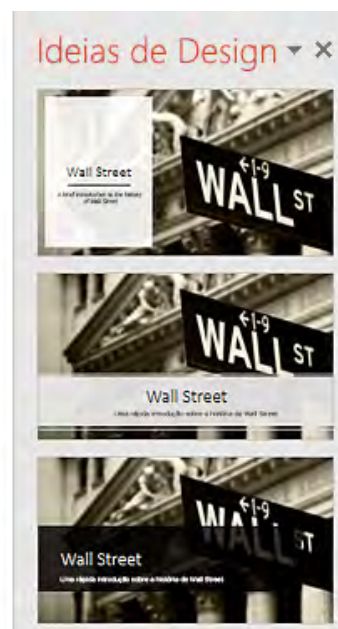 Ideias de Design
Wall Street
A brief introduction to the history
of Wall Street
←1-9
WALL ST
←1-9
WALL ST
Wall Street
Uma rápida introdução sobre a história de Wall Street
←1-9
WALL ST
Wall Street
Uma rápida introdução sobre a história de Wall Street